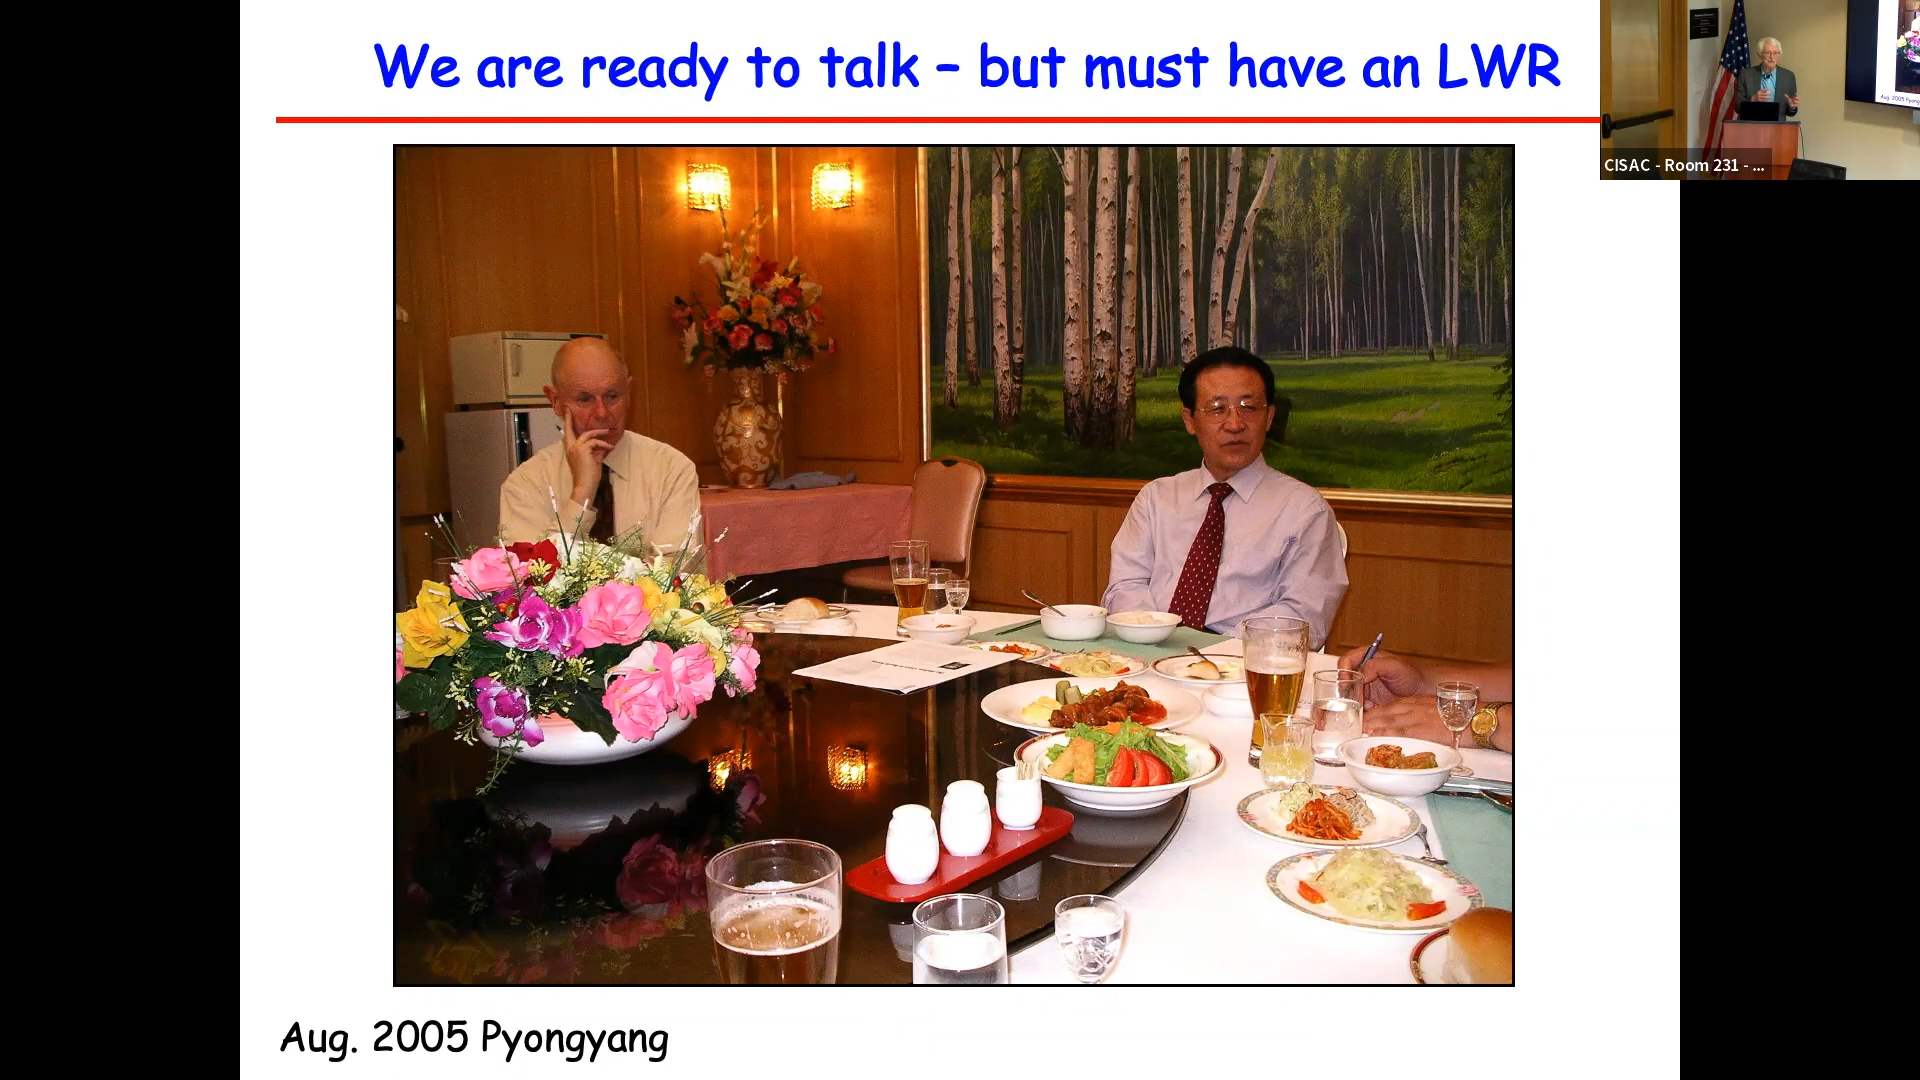 We are ready to talk – but must have an LWR
CISAC - Room 231 - ...
Aug. 2005 Pyongyang